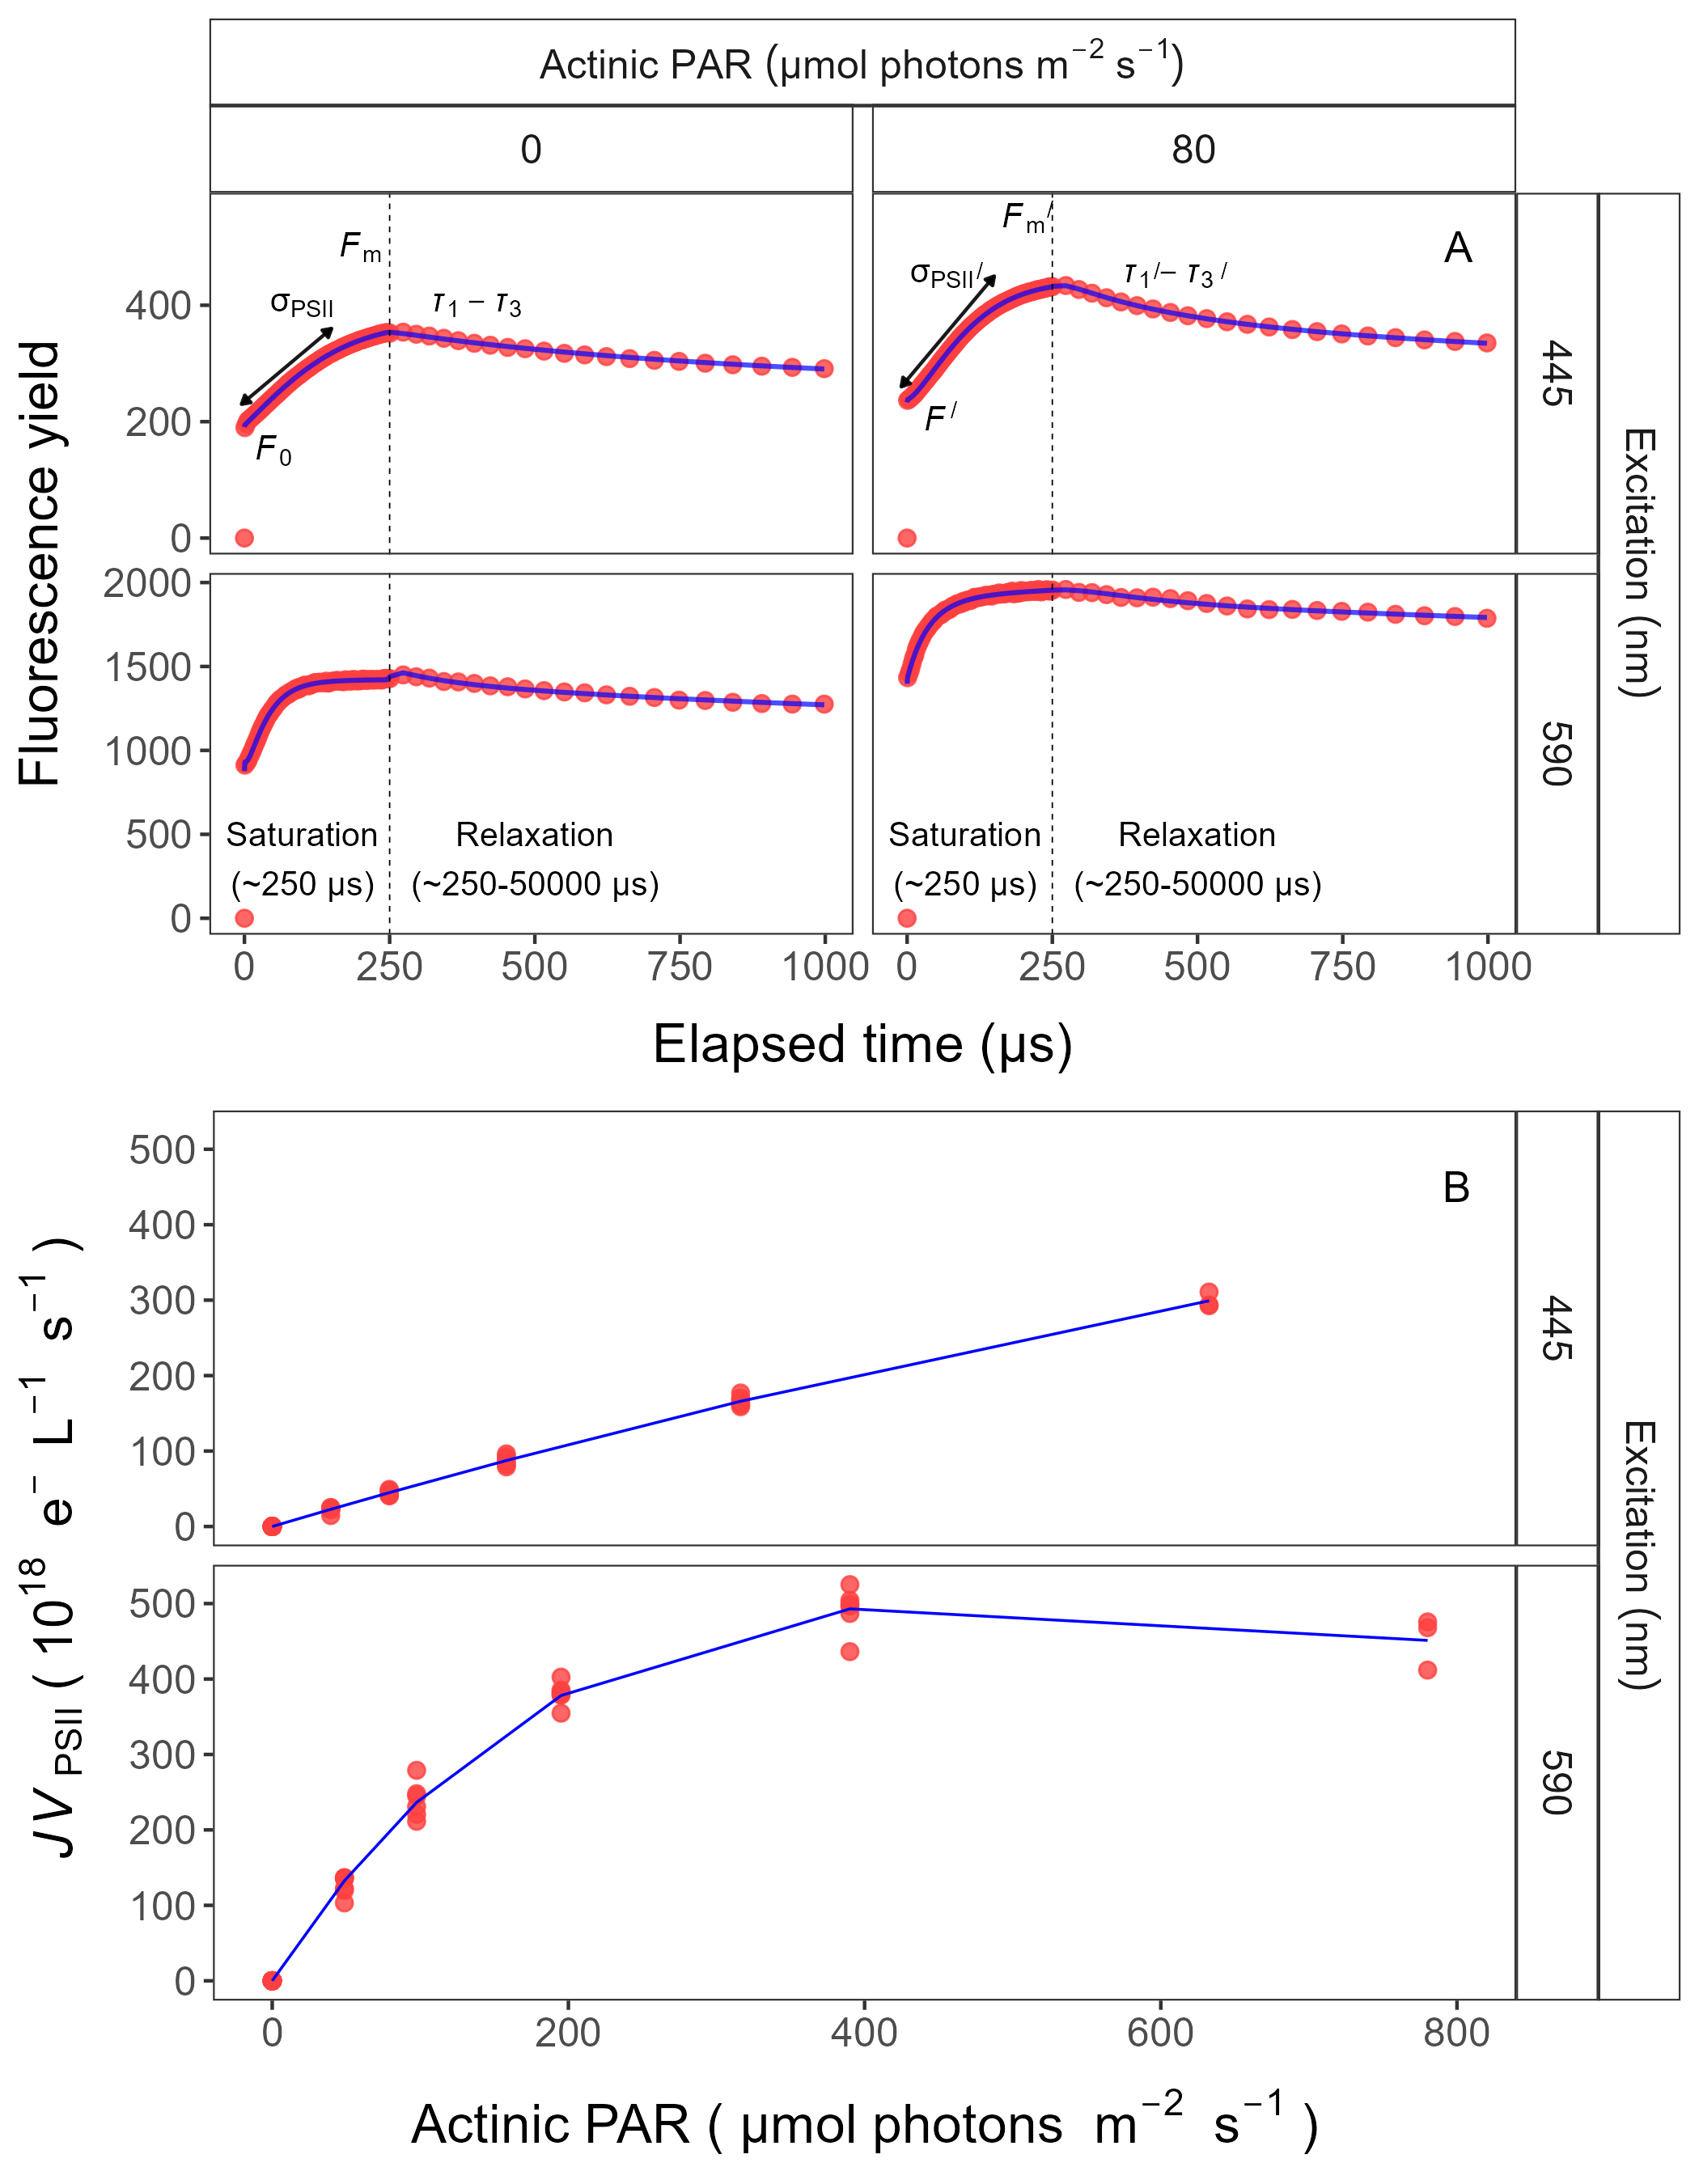 Actinic PAR (µmol photons m⁻² s⁻¹)
0
80
Fluorescence yield
400
200
0
Fm
σPSII
τ1 – τ3
F0
Fm/
σPSII/
τ1/– τ3/
F/
A
445
2000
1500
1000
500
0
Saturation
(~250 µs)
Relaxation
(~250-50000 µs)
Saturation
(~250 µs)
Relaxation
(~250-50000 µs)
590
Excitation (nm)
0 250 500 750 1000
0 250 500 750 1000
Elapsed time (µs)
JVPSII ( 10¹⁸ e⁻ L⁻¹ s⁻¹ )
500
400
300
200
100
0
B
445
500
400
300
200
100
0
590
Excitation (nm)
0 200 400 600 800
Actinic PAR ( µmol photons m⁻² s⁻¹ )